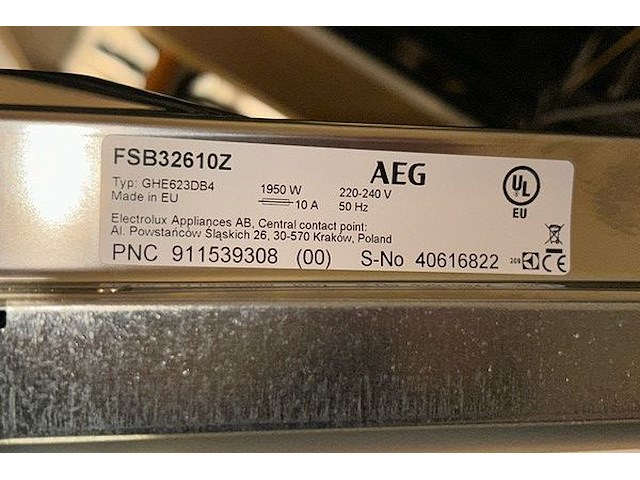 FSB32610Z
AEG
UL
EU
Typ: GHE623DB4
Made in EU
1950 W
10 A
220-240 V
50 Hz
Electrolux Appliances AB, Central contact point:
Al. Powstańców Śląskich 26, 30-570 Kraków, Poland
PNC 911539308 (00) S-No 40616822
CE